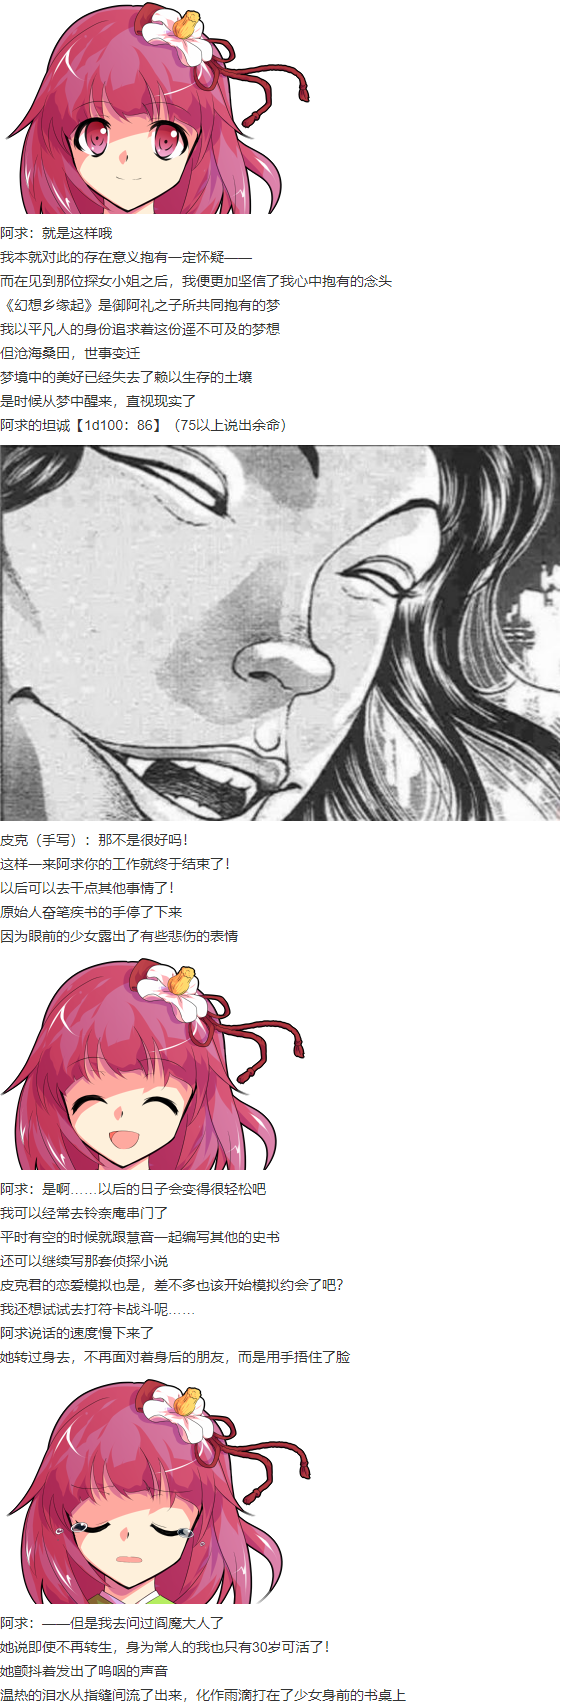 阿求：就是这样哦
我本就对此的存在意义抱有一定怀疑——
而在见到那位探女小姐之后，我便更加坚信了我心中抱有的念头
《幻想乡缘起》是御阿礼之子所共同抱有的梦
我以平凡人的身份追求着这份遥不可及的梦想
但沧海桑田，世事变迁
梦境中的美好已经失去了赖以生存的土壤
是时候从梦中醒来，直视现实了
阿求的坦诚【1d100：86】（75以上说出余命）
皮克（手写）：那不是很好吗！
这样一来阿求你的工作就终于结束了！
以后可以去干点其他事情了！
原始人奋笔疾书的手停了下来
因为眼前的少女露出了有些悲伤的表情
阿求：是啊……以后的日子会变得很轻松吧
我可以经常去铃奈庵串门了
平时有空的时候就跟慧音一起编写其他的史书
还可以继续写那套侦探小说
皮克君的恋爱模拟也是，差不多也该开始模拟约会了吧？
我还想试试去打符卡战斗呢……
阿求说话的速度慢下来了
她转过身去，不再面对着身后的朋友，而是用手捂住了脸
阿求：——但是我去问过阎魔大人了
她说即使不再转生，身为常人的我也只有30岁可活了！
她颤抖着发出了呜咽的声音
温热的泪水从指缝间流了出来，化作雨滴打在了少女身前的书桌上